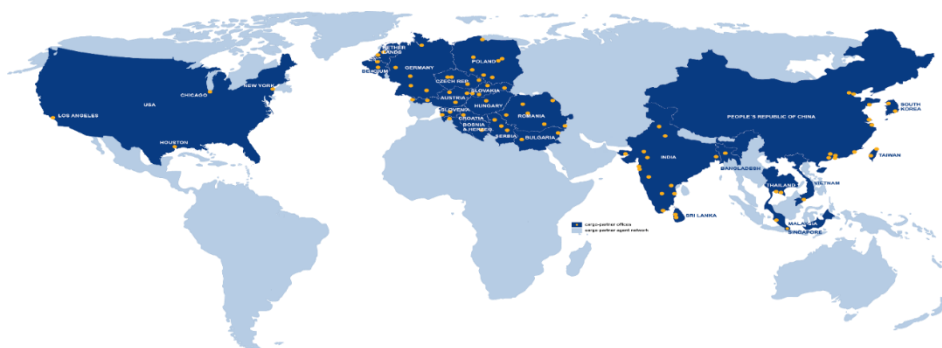 NETHER
LANDS
BELGIUM
GERMANY
POLAND
CZECH REP.
SLOVAKIA
AUSTRIA
HUNGARY
SLOVENIA
CROATIA
ROMANIA
BOSNIA
& HERZEG.
SERBIA
BULGARIA
USA
CHICAGO
NEW YORK
LOS ANGELES
HOUSTON
PEOPLE'S REPUBLIC OF CHINA
SOUTH
KOREA
TAIWAN
INDIA
BANGLADESH
THAILAND
VIETNAM
SRI LANKA
MALAYSIA
SINGAPORE
cargo-partner offices
cargo-partner agent network